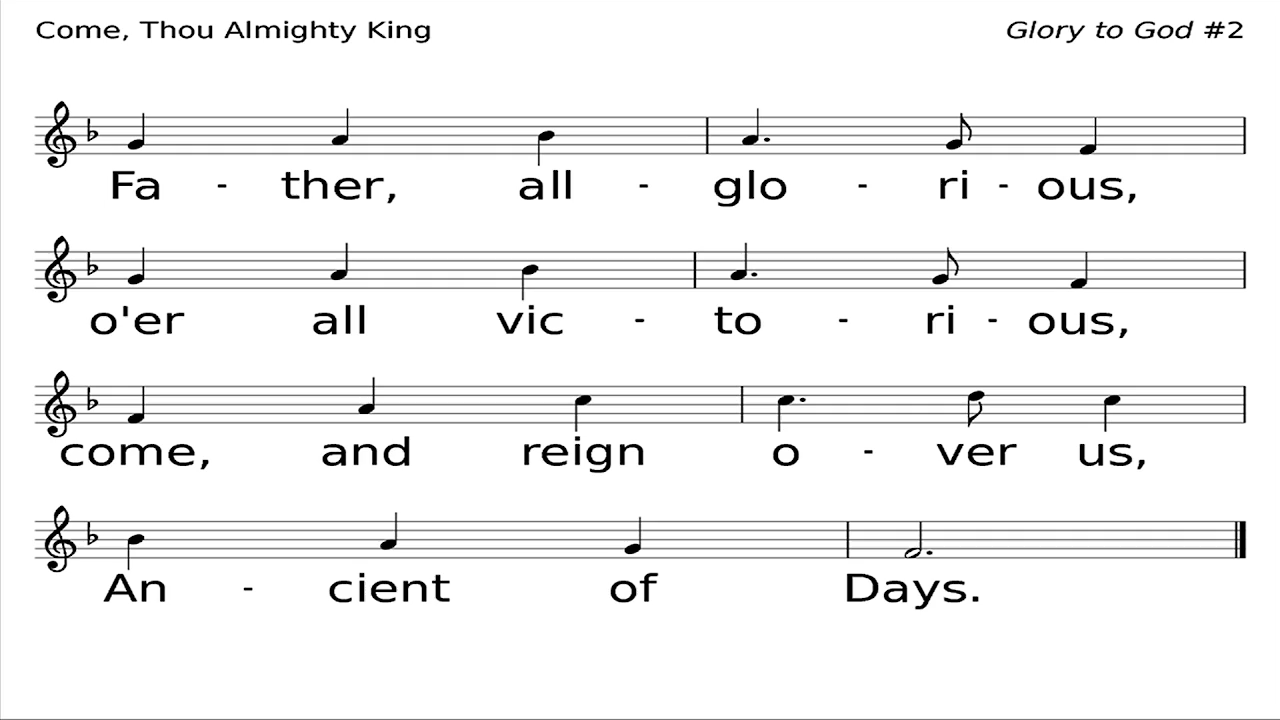 Come, Thou Almighty King
Glory to God #2
Fa - ther, all - glo - ri - ous,
o'er all vic - to - ri - ous,
come, and reign o - ver us,
An - cient of Days.